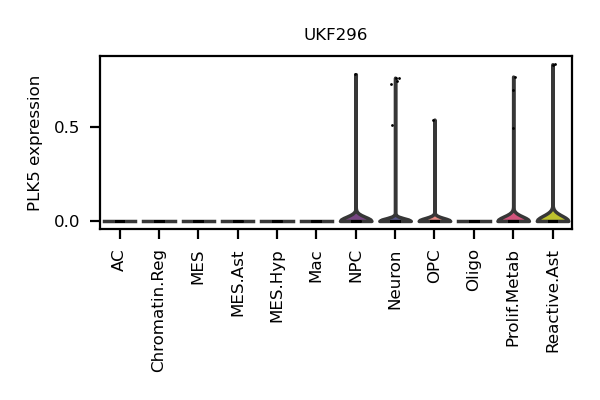 UKF296
PLK5 expression
0.5
0.0
AC
Chromatin.Reg
MES
MES.Ast
MES.Hyp
Mac
NPC
Neuron
OPC
Oligo
Prolif.Metab
Reactive.Ast